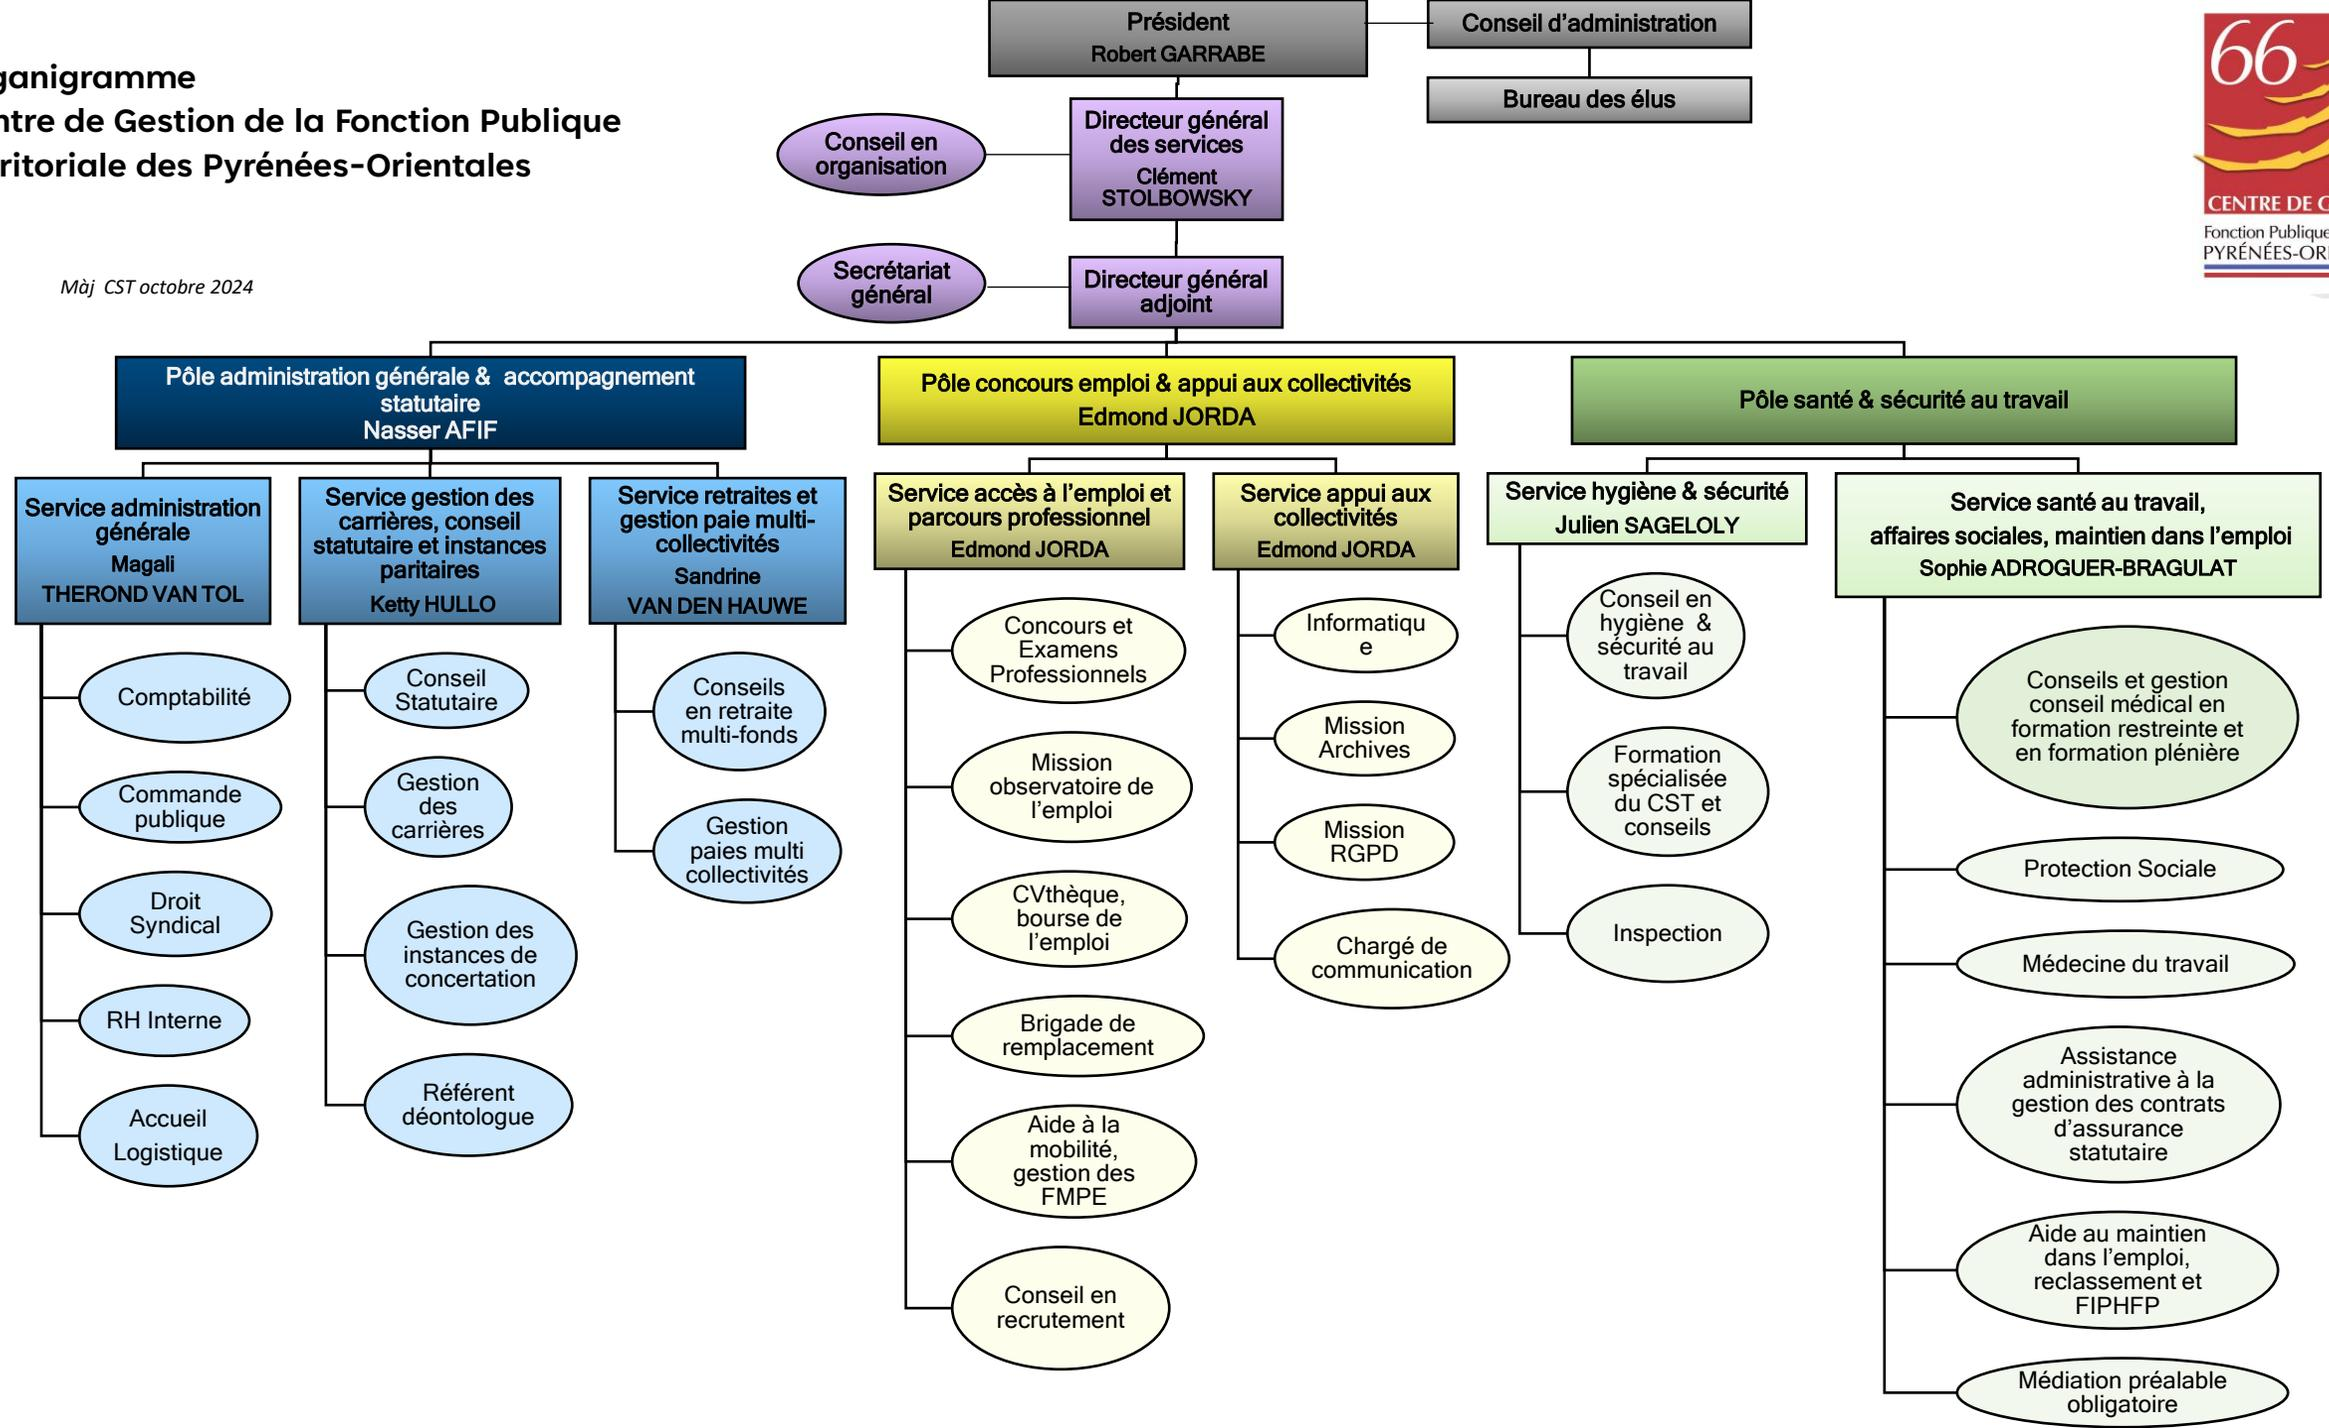 Président
Robert GARRABE
Conseil d’administration
Bureau des élus
ganigramme
ntre de Gestion de la Fonction Publique
ritoriale des Pyrénées-Orientales
Màj CST octobre 2024
66
CENTRE DE G
Fonction Publique
PYRÉNÉES-OR
Directeur général
des services
Clément
STOLBOWSKY
Conseil en
organisation
Secrétariat
général
Directeur général
adjoint
Pôle administration générale & accompagnement
statutaire
Nasser AFIF
Pôle concours emploi & appui aux collectivités
Edmond JORDA
Pôle santé & sécurité au travail
Service administration
générale
Magali
THEROND VAN TOL
Comptabilité
Commande
publique
Droit
Syndical
RH Interne
Accueil
Logistique
Service gestion des
carrières, conseil
statutaire et instances
paritaires
Ketty HULLO
Conseil
Statutaire
Gestion
des
carrières
Gestion des
instances de
concertation
Référent
déontologue
Service retraites et
gestion paie multi-
collectivités
Sandrine
VAN DEN HAUWE
Conseils
en retraite
multi-fonds
Gestion
paies multi
collectivités
Service accès à l’emploi et
parcours professionnel
Edmond JORDA
Concours et
Examens
Professionnels
Mission
observatoire de
l’emploi
CVthèque,
bourse de
l’emploi
Brigade de
remplacement
Aide à la
mobilité,
gestion des
FMPE
Conseil en
recrutement
Service appui aux
collectivités
Edmond JORDA
Informatiqu
e
Mission
Archives
Mission
RGPD
Chargé de
communication
Service hygiène & sécurité
Julien SAGELOLY
Conseil en
hygiène &
sécurité au
travail
Formation
spécialisée
du CST et
conseils
Inspection
Service santé au travail,
affaires sociales, maintien dans l’emploi
Sophie ADROGUER-BRAGULAT
Conseils et gestion
conseil médical en
formation restreinte et
en formation plénière
Protection Sociale
Médecine du travail
Assistance
administrative à la
gestion des contrats
d’assurance
statutaire
Aide au maintien
dans l’emploi,
reclassement et
FIPHFP
Médiation préalable
obligatoire